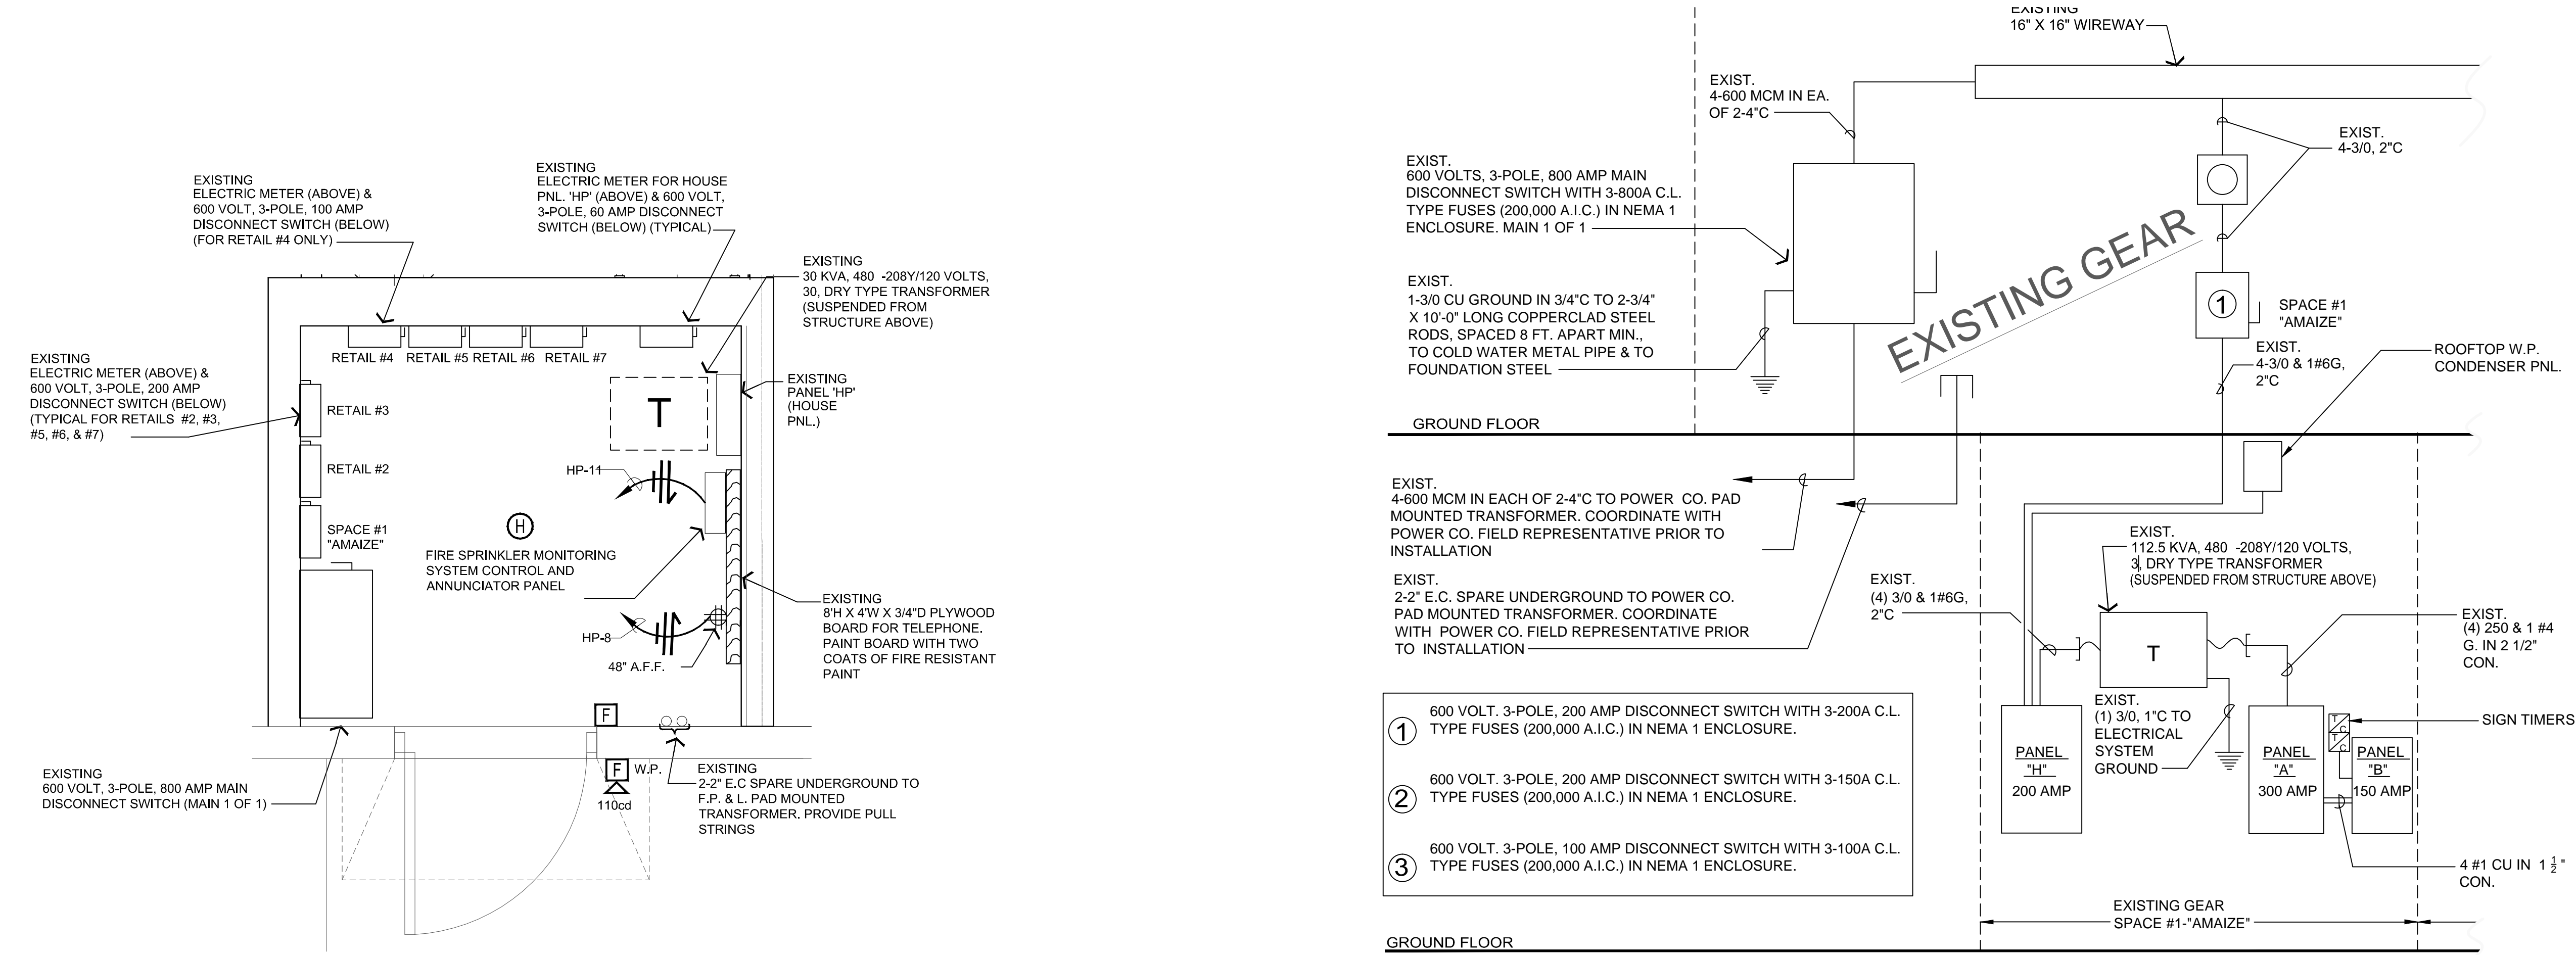 EXISTING
ELECTRIC METER (ABOVE) &
600 VOLT, 3-POLE, 100 AMP
DISCONNECT SWITCH (BELOW)
(FOR RETAIL #4 ONLY)
EXISTING
ELECTRIC METER FOR HOUSE
PNL. 'HP' (ABOVE) & 600 VOLT,
3-POLE, 60 AMP DISCONNECT
SWITCH (BELOW) (TYPICAL)
EXISTING
30 KVA, 480 -208Y/120 VOLTS,
30, DRY TYPE TRANSFORMER
(SUSPENDED FROM
STRUCTURE ABOVE)
EXISTING
ELECTRIC METER (ABOVE) &
600 VOLT, 3-POLE, 200 AMP
DISCONNECT SWITCH (BELOW)
(TYPICAL FOR RETAILS #2, #3,
#5, #6, & #7)
RETAIL #4
RETAIL #5
RETAIL #6
RETAIL #7
RETAIL #3
RETAIL #2
SPACE #1
"AMAIZE"
T
EXISTING
PANEL 'HP'
(HOUSE
PNL.)
HP-11
H
FIRE SPRINKLER MONITORING
SYSTEM CONTROL AND
ANNUNCIATOR PANEL
HP-8
48" A.F.F.
EXISTING
8'H X 4'W X 3/4"D PLYWOOD
BOARD FOR TELEPHONE.
PAINT BOARD WITH TWO
COATS OF FIRE RESISTANT
PAINT
F
F
W.P.
110cd
EXISTING
600 VOLT, 3-POLE, 800 AMP MAIN
DISCONNECT SWITCH (MAIN 1 OF 1)
EXISTING
2-2" E.C SPARE UNDERGROUND TO
F.P. & L. PAD MOUNTED
TRANSFORMER. PROVIDE PULL
STRINGS
EXISTING
16" X 16" WIREWAY
EXIST.
4-600 MCM IN EA.
OF 2-4"C
EXIST.
4-3/0, 2"C
EXIST.
600 VOLTS, 3-POLE, 800 AMP MAIN
DISCONNECT SWITCH WITH 3-800A C.L.
TYPE FUSES (200,000 A.I.C.) IN NEMA 1
ENCLOSURE. MAIN 1 OF 1
EXISTING GEAR
EXIST.
1-3/0 CU GROUND IN 3/4"C TO 2-3/4"
X 10'-0" LONG COPPERCLAD STEEL
RODS, SPACED 8 FT. APART MIN.,
TO COLD WATER METAL PIPE & TO
FOUNDATION STEEL
1
SPACE #1
"AMAIZE"
EXIST.
4-3/0 & 1#6G,
2"C
ROOFTOP W.P.
CONDENSER PNL.
GROUND FLOOR
EXIST.
4-600 MCM IN EACH OF 2-4"C TO POWER CO. PAD
MOUNTED TRANSFORMER. COORDINATE WITH
POWER CO. FIELD REPRESENTATIVE PRIOR TO
INSTALLATION
EXIST.
2-2" E.C. SPARE UNDERGROUND TO POWER CO.
PAD MOUNTED TRANSFORMER. COORDINATE
WITH POWER CO. FIELD REPRESENTATIVE PRIOR
TO INSTALLATION
EXIST.
112.5 KVA, 480 -208Y/120 VOLTS,
3, DRY TYPE TRANSFORMER
(SUSPENDED FROM STRUCTURE ABOVE)
EXIST.
(4) 3/0 & 1#6G,
2"C
T
EXIST.
(4) 250 & 1 #4
G. IN 2 1/2"
CON.
EXIST.
(1) 3/0, 1"C TO
ELECTRICAL
SYSTEM
GROUND
SIGN TIMERS
T
C
T
C
PANEL
"H"
200 AMP
PANEL
"A"
300 AMP
PANEL
"B"
150 AMP
4 #1 CU IN 1 1/2"
CON.
1
600 VOLT. 3-POLE, 200 AMP DISCONNECT SWITCH WITH 3-200A C.L.
TYPE FUSES (200,000 A.I.C.) IN NEMA 1 ENCLOSURE.
2
600 VOLT. 3-POLE, 200 AMP DISCONNECT SWITCH WITH 3-150A C.L.
TYPE FUSES (200,000 A.I.C.) IN NEMA 1 ENCLOSURE.
3
600 VOLT. 3-POLE, 100 AMP DISCONNECT SWITCH WITH 3-100A C.L.
TYPE FUSES (200,000 A.I.C.) IN NEMA 1 ENCLOSURE.
EXISTING GEAR
SPACE #1-"AMAIZE"
GROUND FLOOR